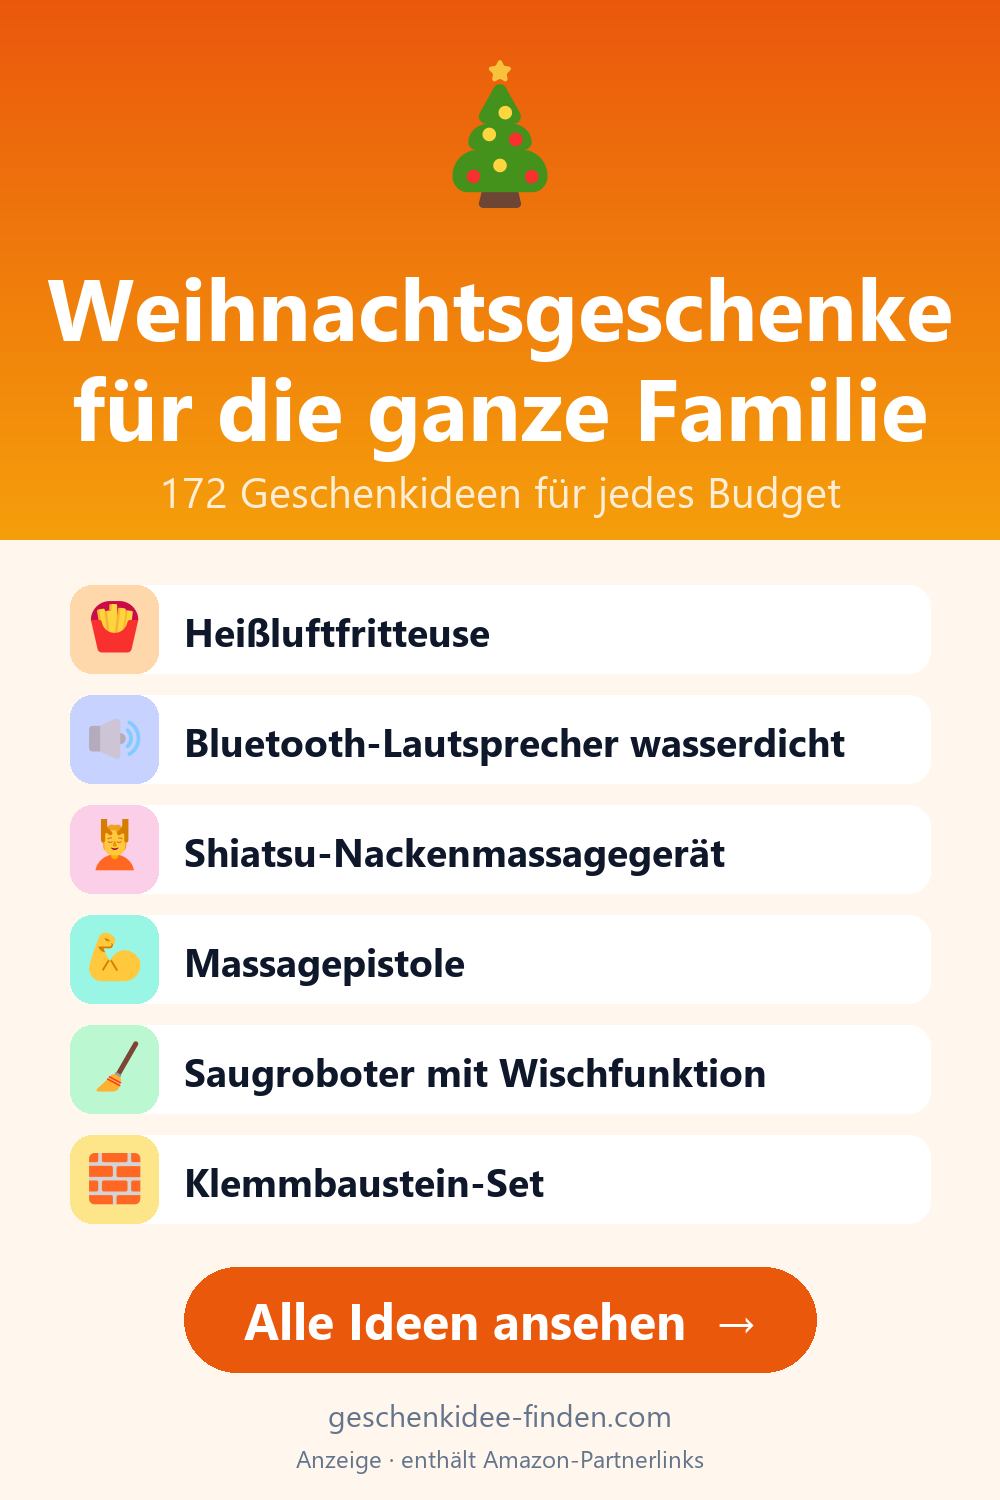 Weihnachtsgeschenke
für die ganze Familie
172 Geschenkideen für jedes Budget
Heißluftfritteuse
Bluetooth-Lautsprecher wasserdicht
Shiatsu-Nackenmassagegerät
Massagepistole
Saugroboter mit Wischfunktion
Klemmbaustein-Set
Alle Ideen ansehen →
geschenkidee-finden.com
Anzeige · enthält Amazon-Partnerlinks